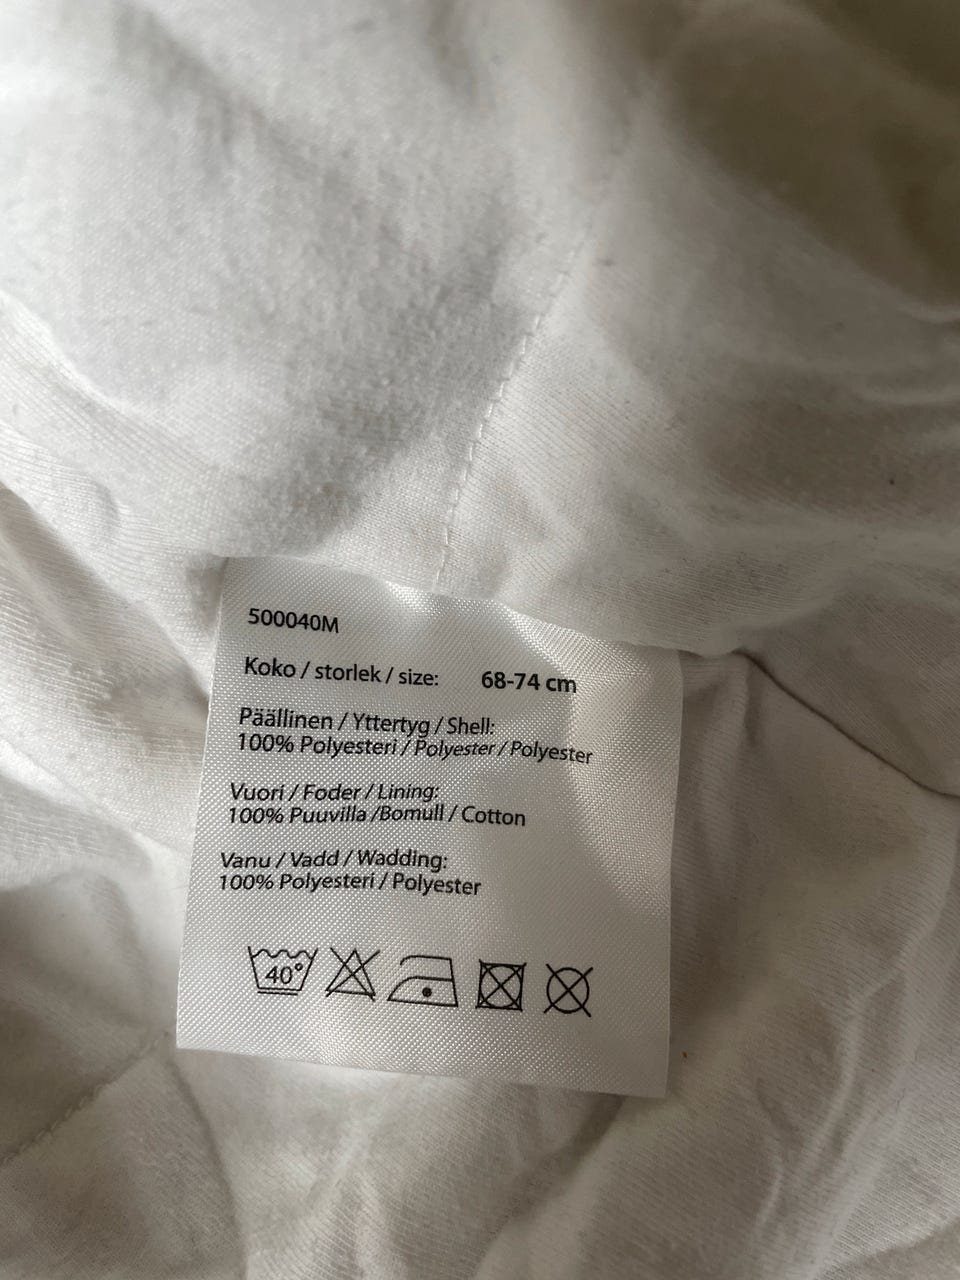 500040M
Koko / storlek / size: 68-74 cm
Päällinen / Yttertyg / Shell:
100% Polyesteri / Polyester / Polyester
Vuori / Foder / Lining:
100% Puuvilla /Bomull / Cotton
Vanu / Vadd / Wadding:
100% Polyesteri / Polyester
40°